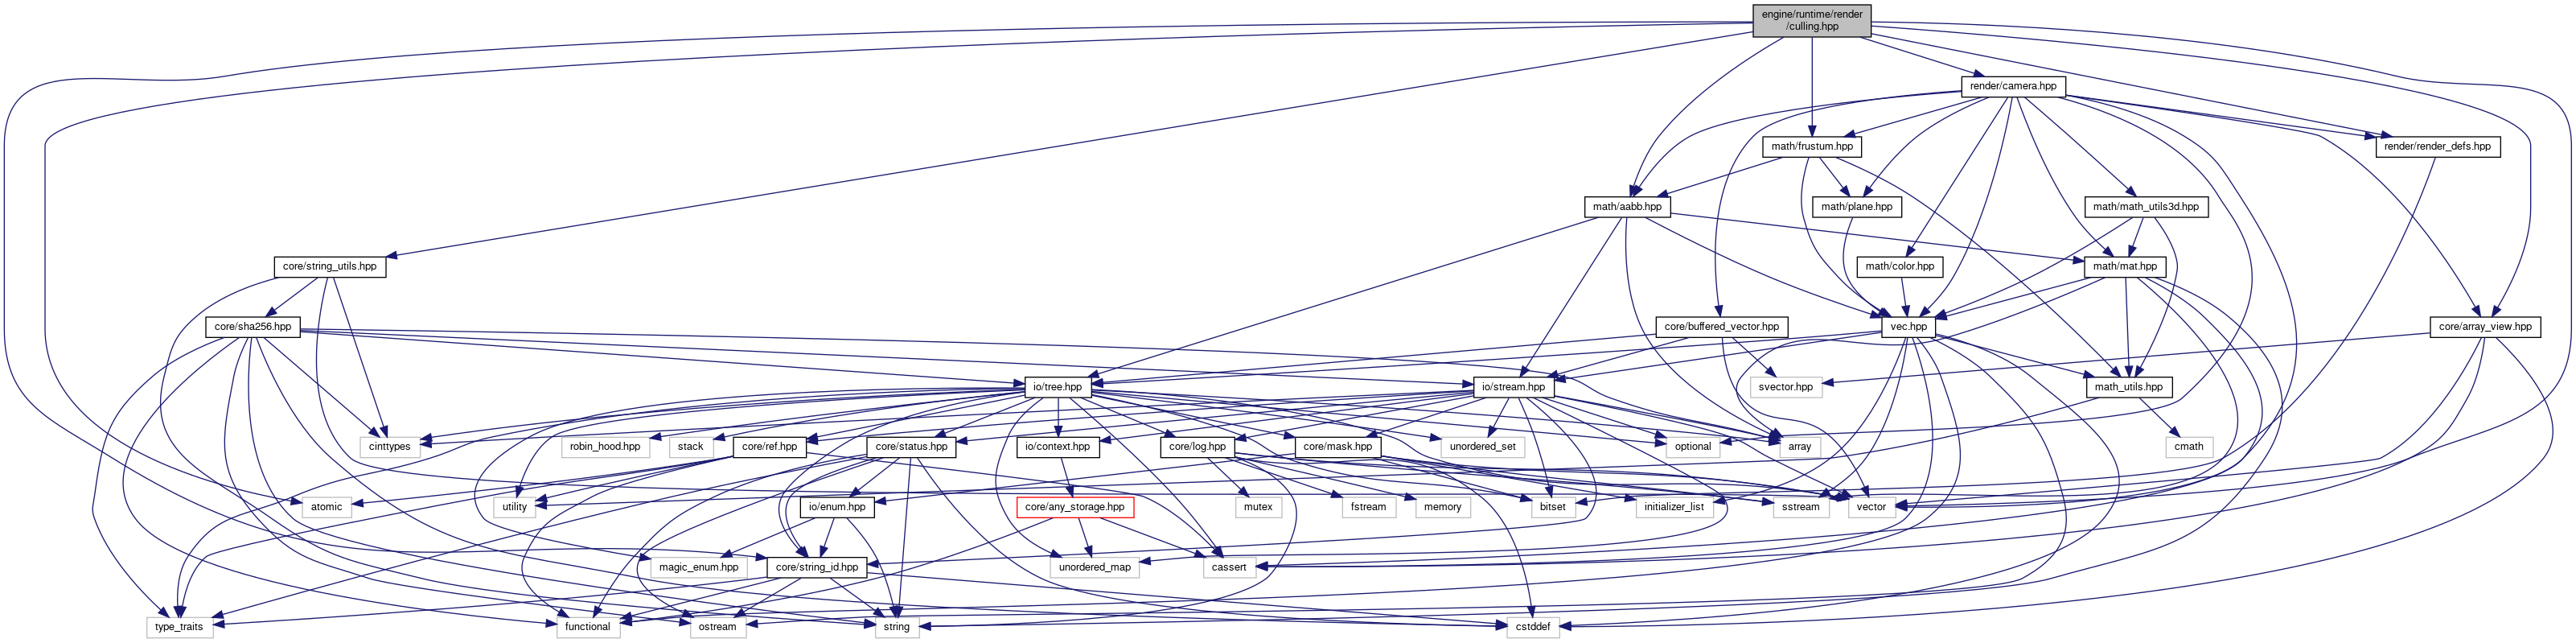 engine/runtime/render
/culling.hpp
render/camera.hpp
math/frustum.hpp
render/render_defs.hpp
math/aabb.hpp
math/plane.hpp
math/math_utils3d.hpp
core/string_utils.hpp
math/color.hpp
math/mat.hpp
core/sha256.hpp
core/buffered_vector.hpp
vec.hpp
core/array_view.hpp
io/tree.hpp
io/stream.hpp
svector.hpp
math_utils.hpp
cinttypes
robin_hood.hpp
stack
core/ref.hpp
core/status.hpp
io/context.hpp
core/log.hpp
core/mask.hpp
unordered_set
optional
array
cmath
atomic
utility
io/enum.hpp
core/any_storage.hpp
mutex
fstream
memory
bitset
initializer_list
sstream
vector
magic_enum.hpp
core/string_id.hpp
unordered_map
cassert
type_traits
functional
ostream
string
cstddef